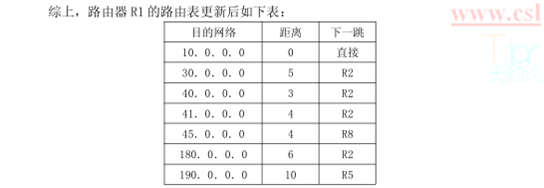 综上，路由器 R1 的路由表更新后如下表：
www.csl
目的网络 距离 下一跳
10. 0. 0. 0 0 直接
30. 0. 0. 0 5 R2
40. 0. 0. 0 3 R2
41. 0. 0. 0 4 R2
45. 0. 0. 0 4 R8
180. 0. 0. 0 6 R2
190. 0. 0. 0 10 R5